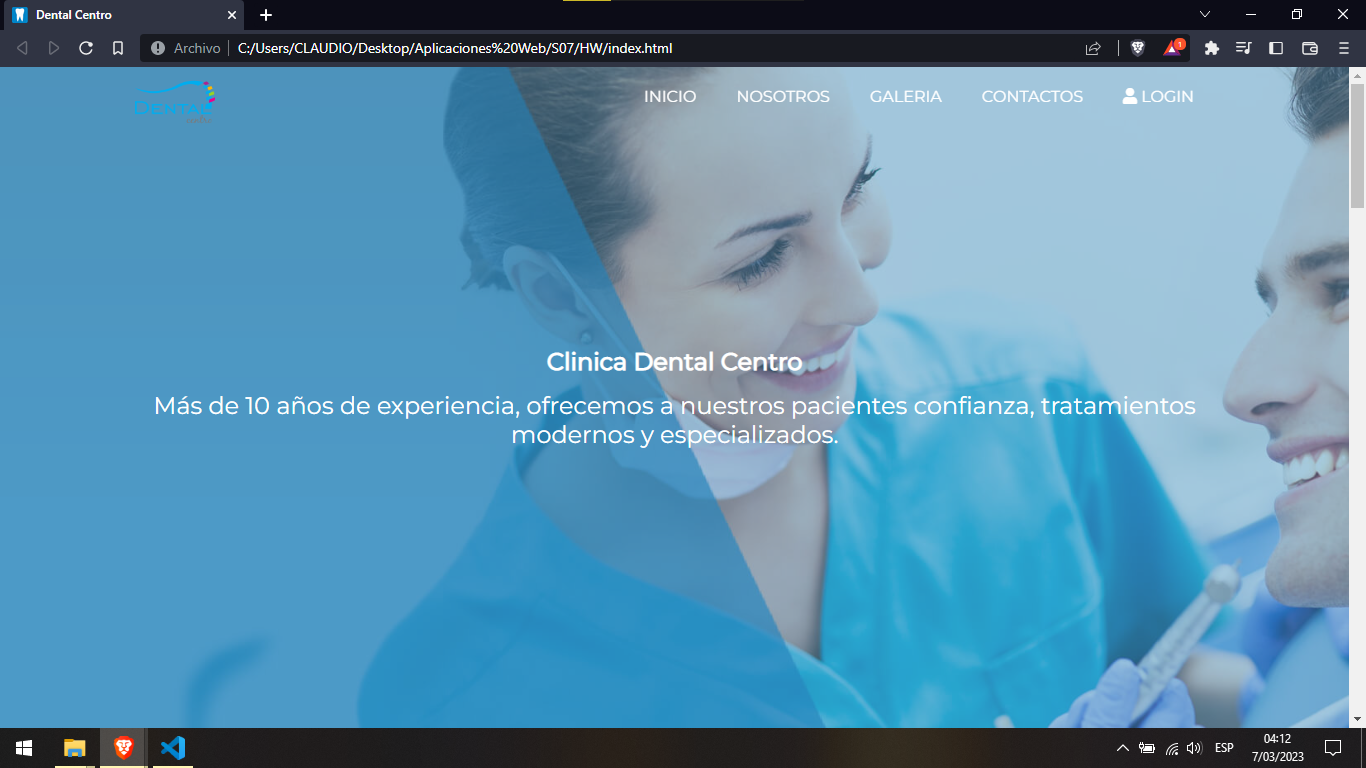 Dental Centro
Archivo
C:/Users/CLAUDIO/Desktop/Aplicaciones%20Web/S07/HW/index.html
1
DENTAL
INICIO
NOSOTROS
GALERIA
CONTACTOS
LOGIN
Clinica Dental Centro
Más de 10 años de experiencia, ofrecemos a nuestros pacientes confianza, tratamientos
modernos y especializados.
ESP
04:12
7/03/2023